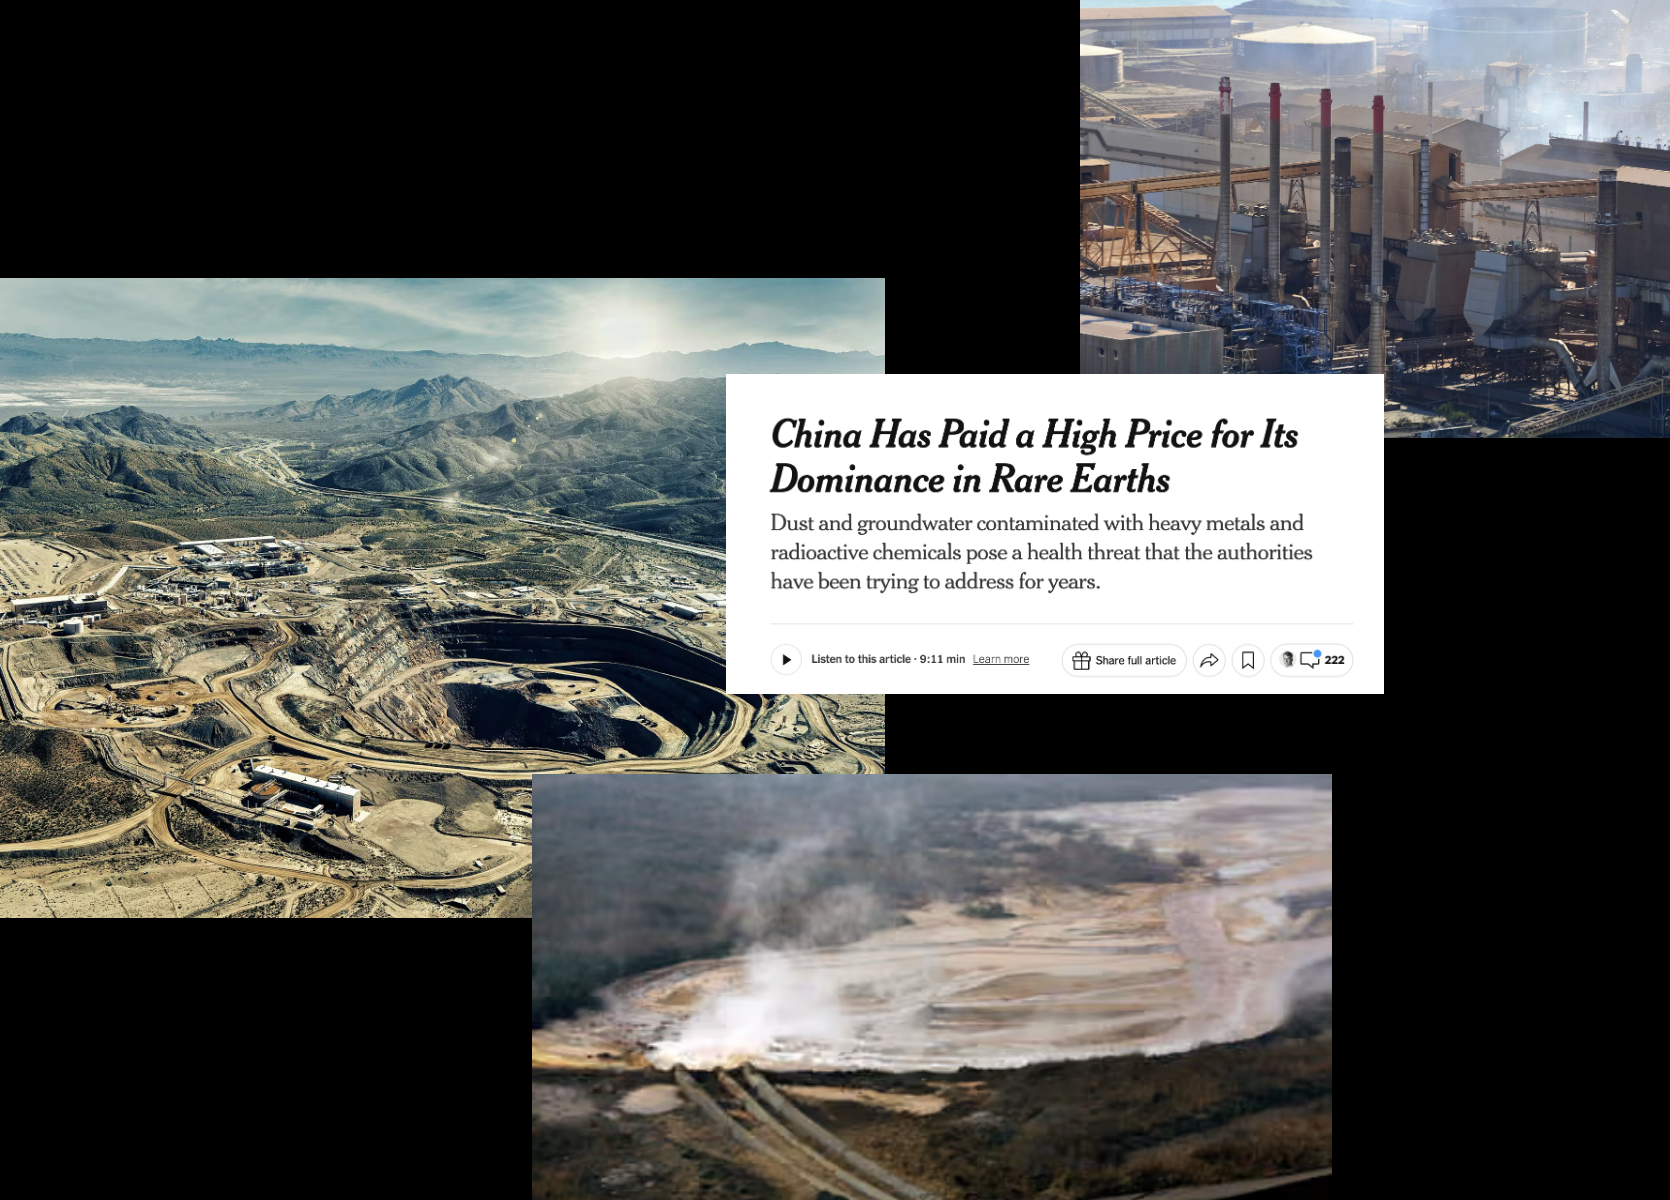 China Has Paid a High Price for Its
Dominance in Rare Earths
Dust and groundwater contaminated with heavy metals and
radioactive chemicals pose a health threat that the authorities
have been trying to address for years.
Listen to this article · 9:11 min Learn more
Share full article
222